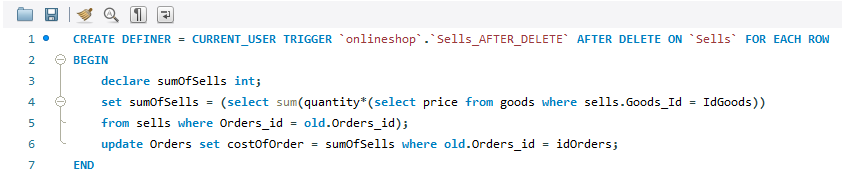 1 CREATE DEFINER = CURRENT_USER TRIGGER `onlineshop`.`Sells_AFTER_DELETE` AFTER DELETE ON `Sells` FOR EACH ROW
2 BEGIN
3 declare sumOfSells int;
4 set sumOfSells = (select sum(quantity*(select price from goods where sells.Goods_Id = IdGoods))
5 from sells where Orders_id = old.Orders_id);
6 update Orders set costOfOrder = sumOfSells where old.Orders_id = idOrders;
7 END